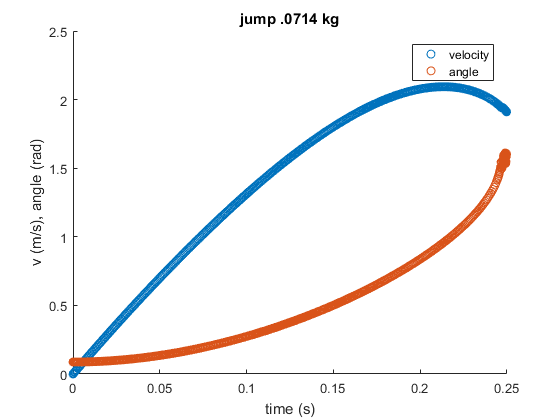 jump .0714 kg
velocity
angle
v (m/s), angle (rad)
2.5
2
1.5
1
0.5
0
0
0.05
0.1
0.15
0.2
0.25
time (s)